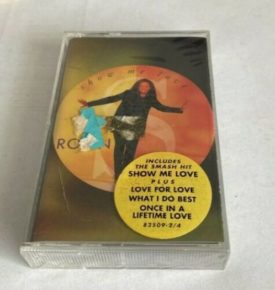 show me love
INCLUDES
THE SMASH HIT
SHOW ME LOVE
PLUS
LOVE FOR LOVE
WHAT I DO BEST
ONCE IN A
LIFETIME LOVE
82509-2/4